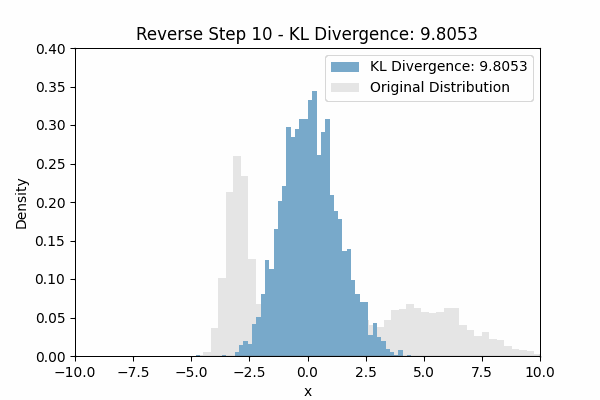 Reverse Step 10 - KL Divergence: 9.8053
KL Divergence: 9.8053
Original Distribution
0.40
0.35
0.30
0.25
0.20
0.15
0.10
0.05
0.00
Density
−10.0 −7.5 −5.0 −2.5 0.0 2.5 5.0 7.5 10.0
x